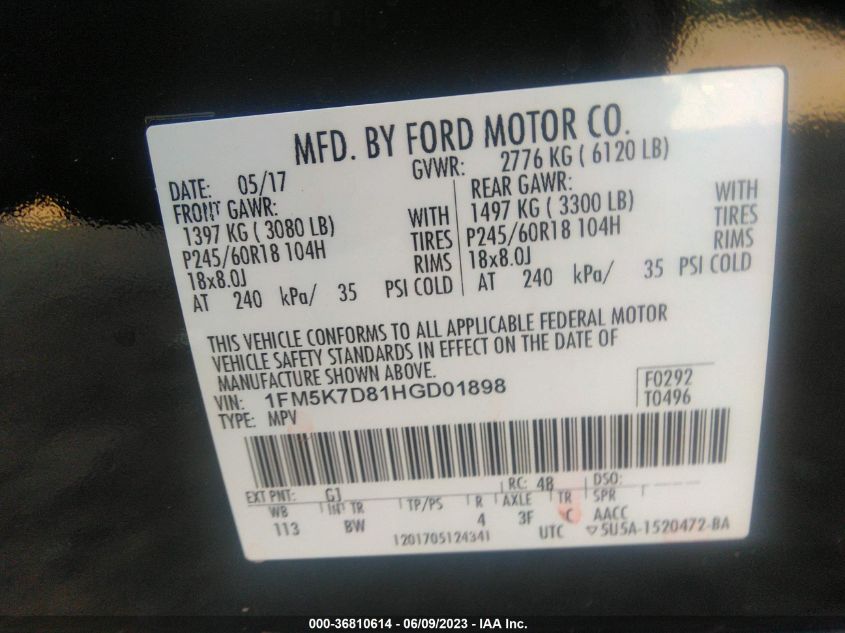 MFD. BY FORD MOTOR CO.
DATE: 05/17
GVWR: 2776 KG ( 6120 LB)
FRONT GAWR:
1397 KG ( 3080 LB) WITH
P245/60R18 104H TIRES
18x8.0J RIMS
AT 240 kPa/ 35 PSI COLD
REAR GAWR:
1497 KG ( 3300 LB) WITH
P245/60R18 104H TIRES
18x8.0J RIMS
AT 240 kPa/ 35 PSI COLD
THIS VEHICLE CONFORMS TO ALL APPLICABLE FEDERAL MOTOR
VEHICLE SAFETY STANDARDS IN EFFECT ON THE DATE OF
MANUFACTURE SHOWN ABOVE.
VIN: 1FM5K7D81HGD01898
TYPE: MPV
F0292
T0496
EXT PNT: G1 RC: 48 DSO:
WB INT TR TP/PS R AXLE TR SPR
113 BW 4 3F C AACC
1201705124341 UTC ▽5U5A-1520472-BA
000-36810614 - 06/09/2023 - IAA Inc.